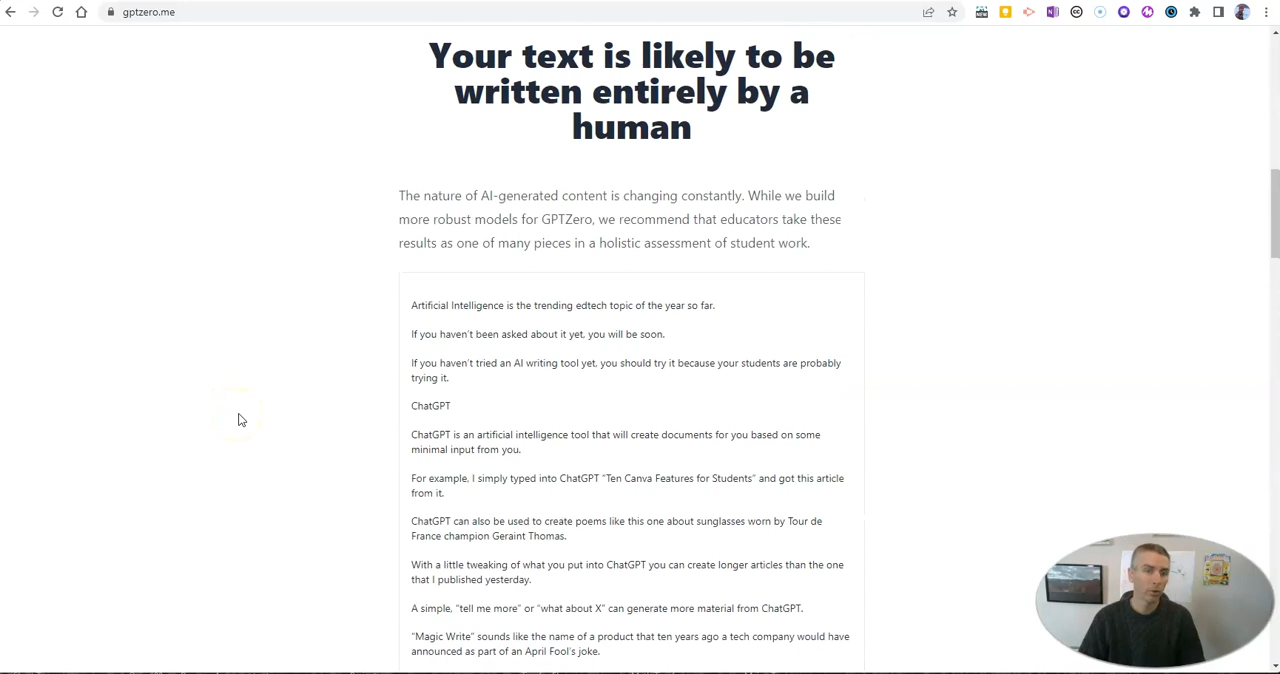 gptzero.me
Your text is likely to be
written entirely by a
human
The nature of AI-generated content is changing constantly. While we build
more robust models for GPTZero, we recommend that educators take these
results as one of many pieces in a holistic assessment of student work.
Artificial Intelligence is the trending edtech topic of the year so far.
If you haven't been asked about it yet, you will be soon.
If you haven't tried an AI writing tool yet, you should try it because your students are probably
trying it.
ChatGPT
ChatGPT is an artificial intelligence tool that will create documents for you based on some
minimal input from you.
For example, I simply typed into ChatGPT "Ten Canva Features for Students" and got this article
from it.
ChatGPT can also be used to create poems like this one about sunglasses worn by Tour de
France champion Geraint Thomas.
With a little tweaking of what you put into ChatGPT you can create longer articles than the one
that I published yesterday.
A simple, "tell me more" or "what about X" can generate more material from ChatGPT.
"Magic Write" sounds like the name of a product that ten years ago a tech company would have
announced as part of an April Fool's joke.